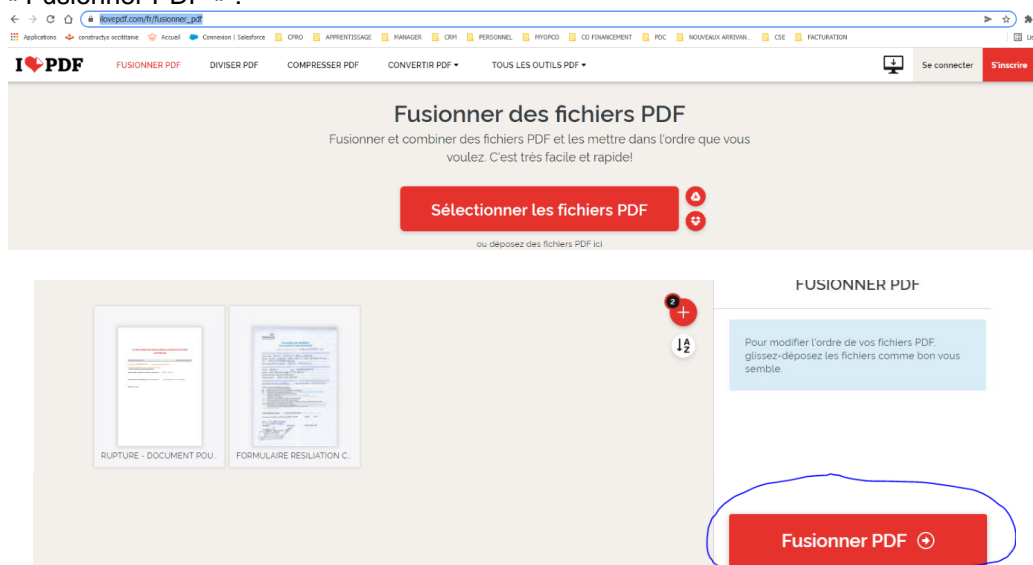 « Fusionner PDF » :
ilovepdf.com/fr/fusionner_pdf
Applications constructys occitanie Accueil Connexion | Salesforce CPRO APPRENTISSAGE MANAGER CRM PERSONNEL MYOPCO CO FINANCEMENT PDC NOUVEAUX ARRIVAN... CSE FACTURATION
I PDF FUSIONNER PDF DIVISER PDF COMPRESSER PDF CONVERTIR PDF TOUS LES OUTILS PDF Se connecter S'inscrire
Fusionner des fichiers PDF
Fusionner et combiner des fichiers PDF et les mettre dans l'ordre que vous
voulez. C'est très facile et rapide!
Sélectionner les fichiers PDF
ou déposez des fichiers PDF ici
FUSIONNER PDF
2
A
Z
Pour modifier l'ordre de vos fichiers PDF,
glissez-déposez les fichiers comme bon vous
semble.
RUPTURE - DOCUMENT POU... FORMULAIRE RESILIATION C...
Fusionner PDF